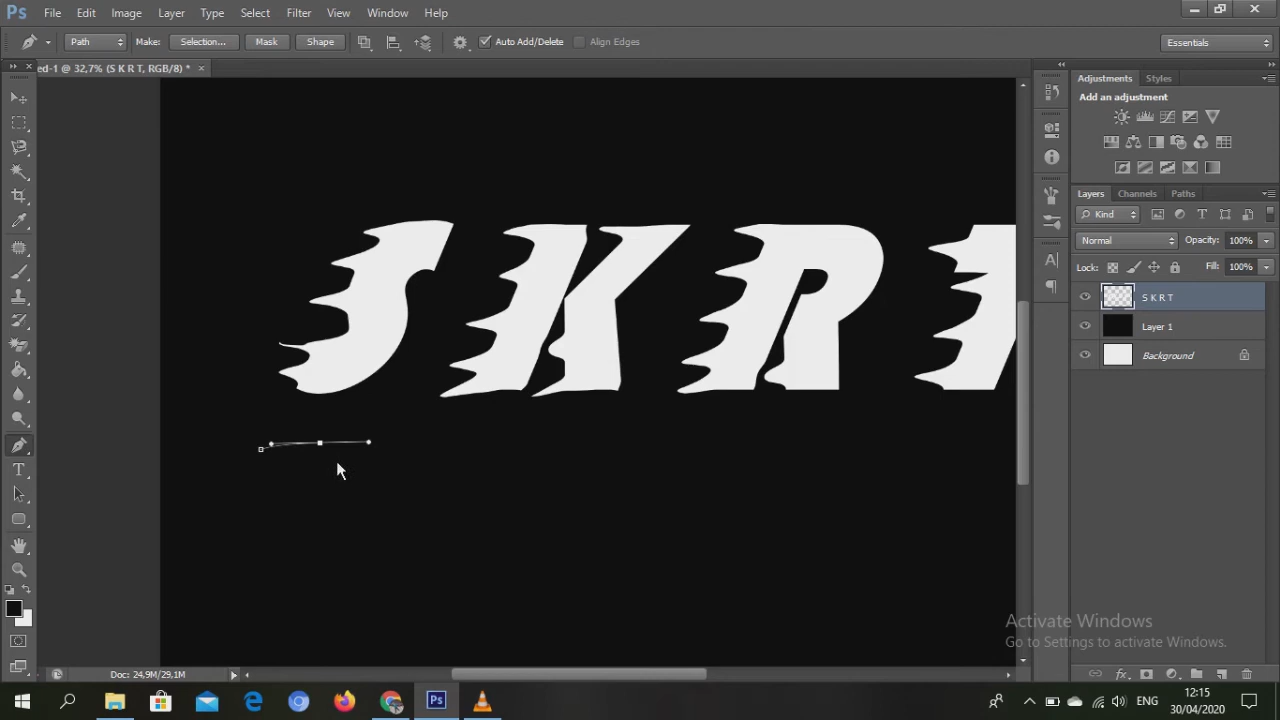 Ps File Edit Image Layer Type Select Filter View Window Help
Path Make: Selection... Mask Shape Auto Add/Delete Align Edges Essentials
ed-1 @ 32,7% (S K R T, RGB/8) * ×
Adjustments Styles
Add an adjustment
Layers Channels Paths
Kind
Normal Opacity: 100%
Lock: Fill: 100%
S K R T
Layer 1
Background
S K R
T
Activate Windows
Go to Settings to activate Windows.
Doc: 24,9M/29,1M
Ps ENG 12:15
30/04/2020